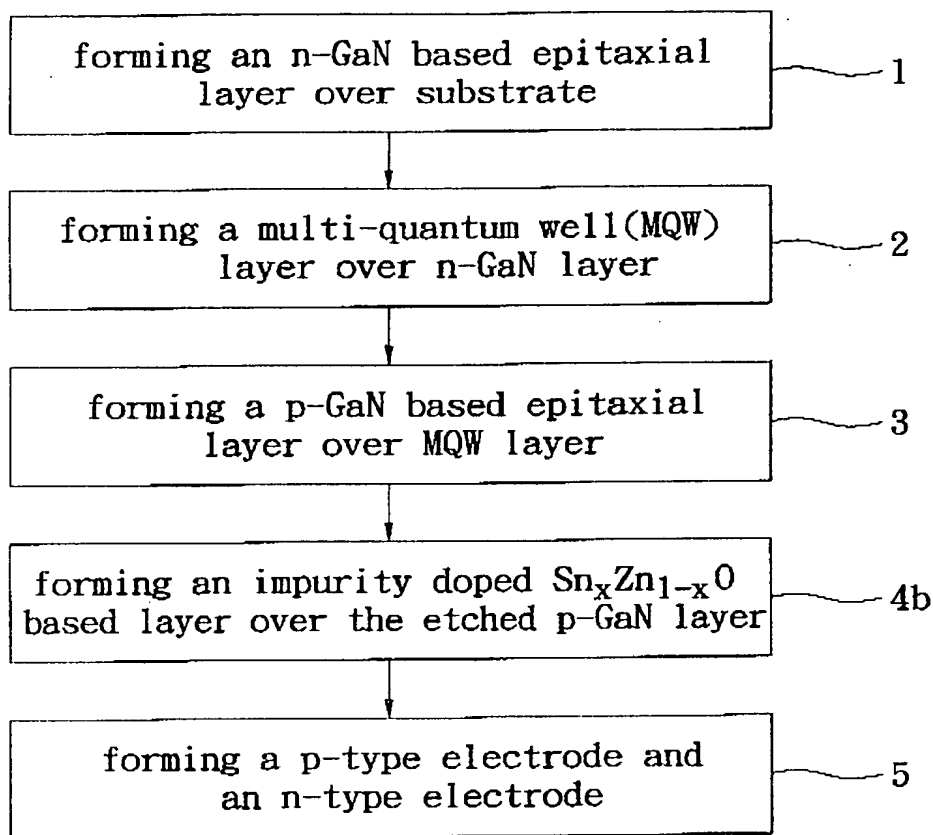 forming an n-GaN based epitaxial
layer over substrate
1
forming a multi-quantum well(MQW)
layer over n-GaN layer
2
forming a p-GaN based epitaxial
layer over MQW layer
3
forming an impurity doped SnₓZn₁₋ₓO
based layer over the etched p-GaN layer
4b
forming a p-type electrode and
an n-type electrode
5